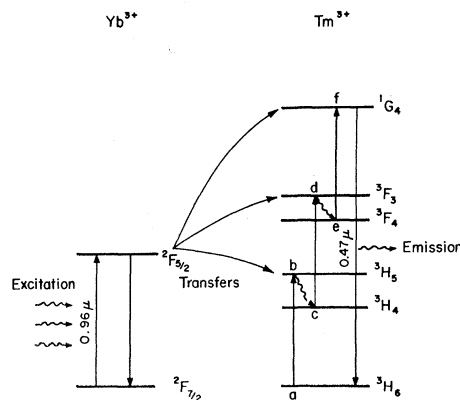 Yb³⁺ Tm³⁺
f ¹G₄
d ³F₃
e ³F₄
0.47μ Emission
²F₅/₂
Transfers
b ³H₅
Excitation
0.96μ
c ³H₄
²F₇/₂
a ³H₆